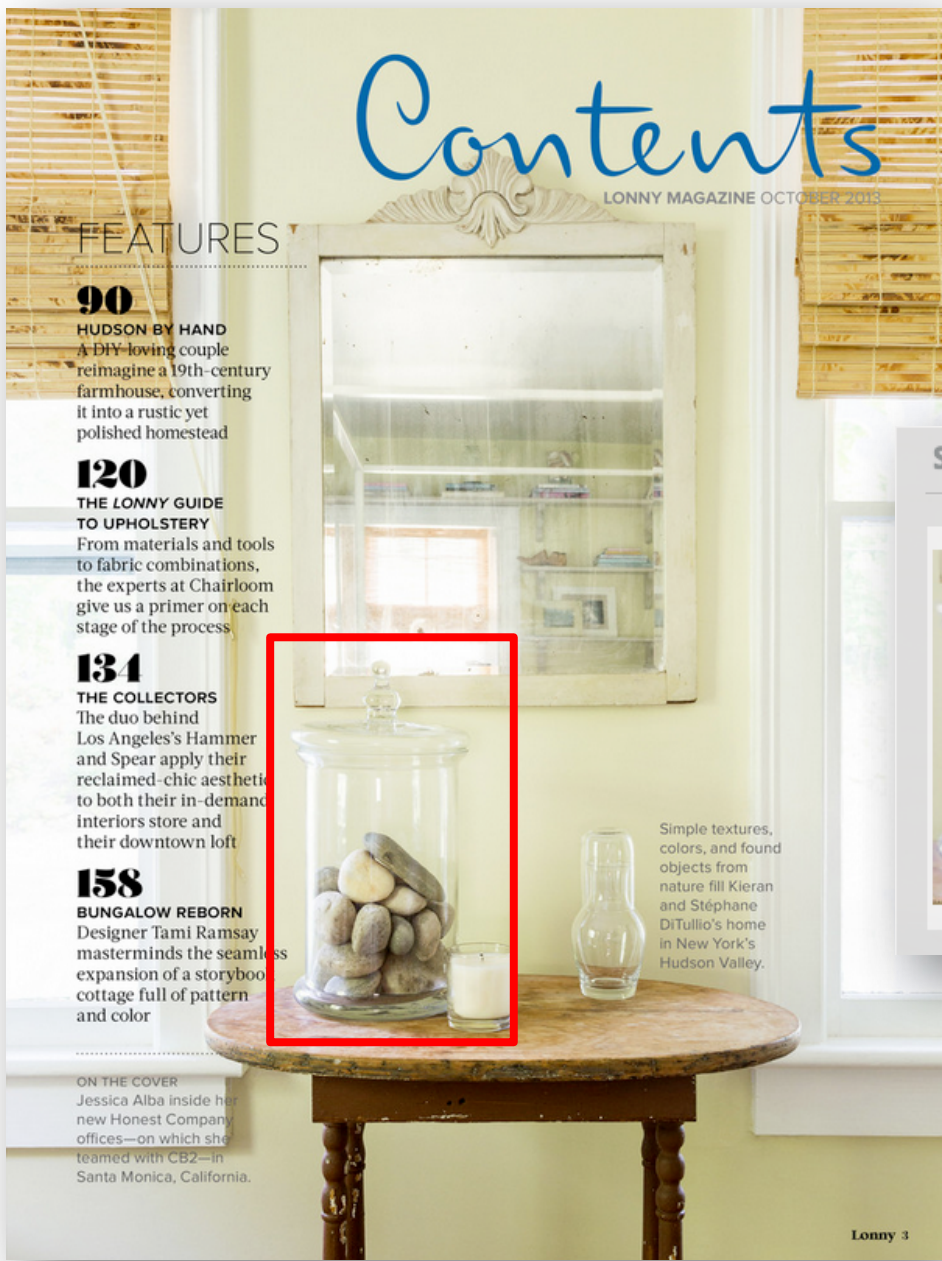 Contents
LONNY MAGAZINE OCTOBER 2013
FEATURES
90
HUDSON BY HAND
A DIY-loving couple
reimagine a 19th-century
farmhouse, converting
it into a rustic yet
polished homestead
120
THE LONNY GUIDE
TO UPHOLSTERY
From materials and tools
to fabric combinations,
the experts at Chairloom
give us a primer on each
stage of the process
134
THE COLLECTORS
The duo behind
Los Angeles's Hammer
and Spear apply their
reclaimed-chic aesthetic
to both their in-demand
interiors store and
their downtown loft
158
BUNGALOW REBORN
Designer Tami Ramsay
masterminds the seamless
expansion of a storybook
cottage full of pattern
and color
ON THE COVER
Jessica Alba inside her
new Honest Company
offices—on which she
teamed with CB2—in
Santa Monica, California.
Simple textures,
colors, and found
objects from
nature fill Kieran
and Stéphane
DiTullio's home
in New York's
Hudson Valley.
Lonny 3